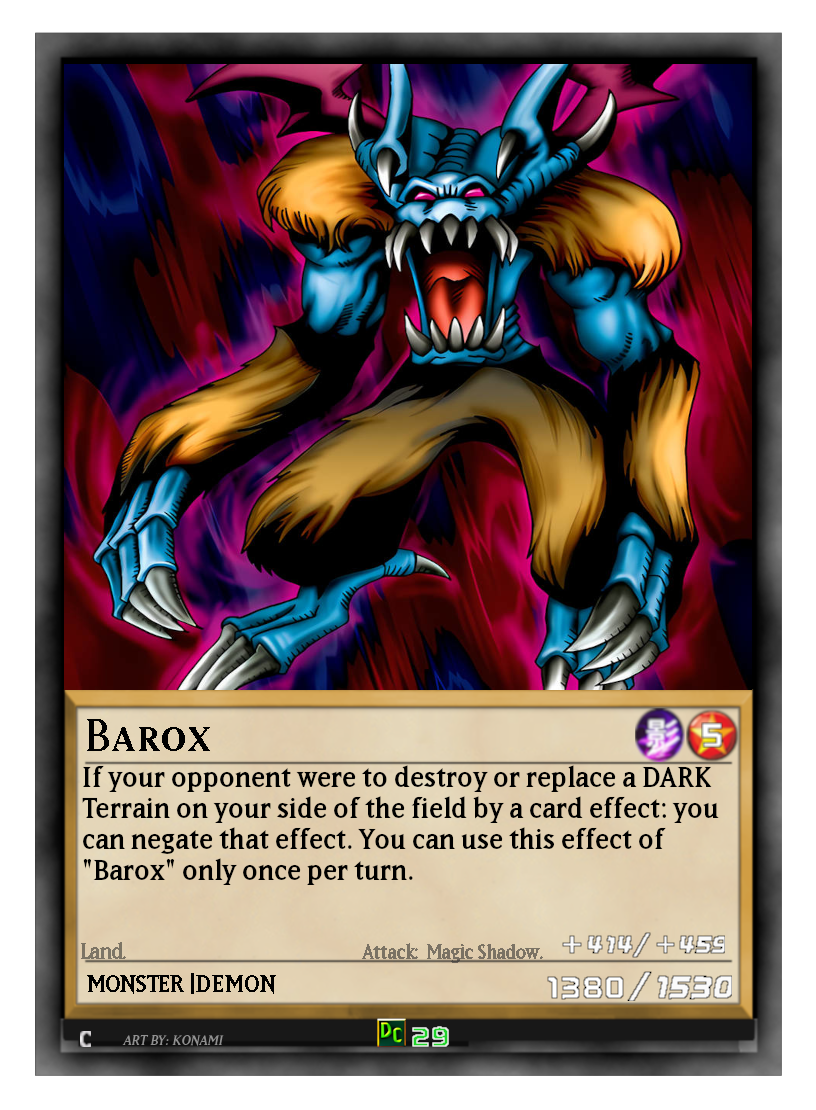 Barox 影 5
If your opponent were to destroy or replace a DARK
Terrain on your side of the field by a card effect: you
can negate that effect. You can use this effect of
"Barox" only once per turn.
Land. Attack: Magic Shadow. +414/+459
MONSTER |DEMON 1380/1530
C ART BY: KONAMI DC 29